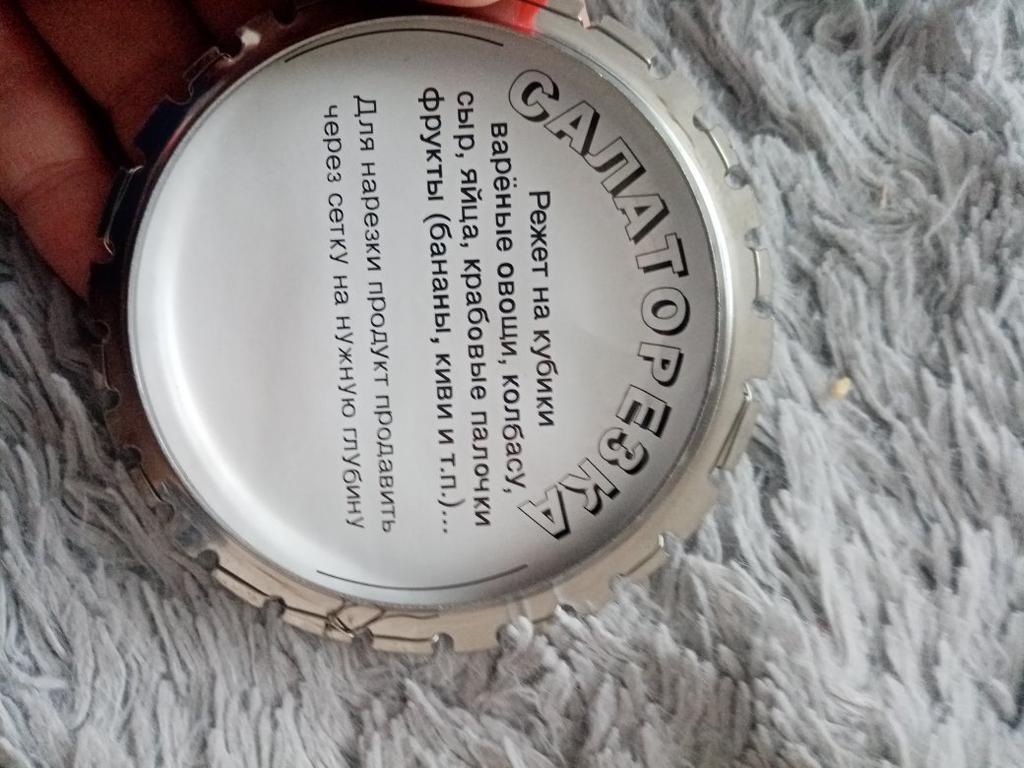 САЛАТОРЕЗКА
Режет на кубики
варёные овощи, колбасу,
сыр, яйца, крабовые палочки
фрукты (бананы, киви и т.п.)...
Для нарезки продукт продавить
через сетку на нужную глубину